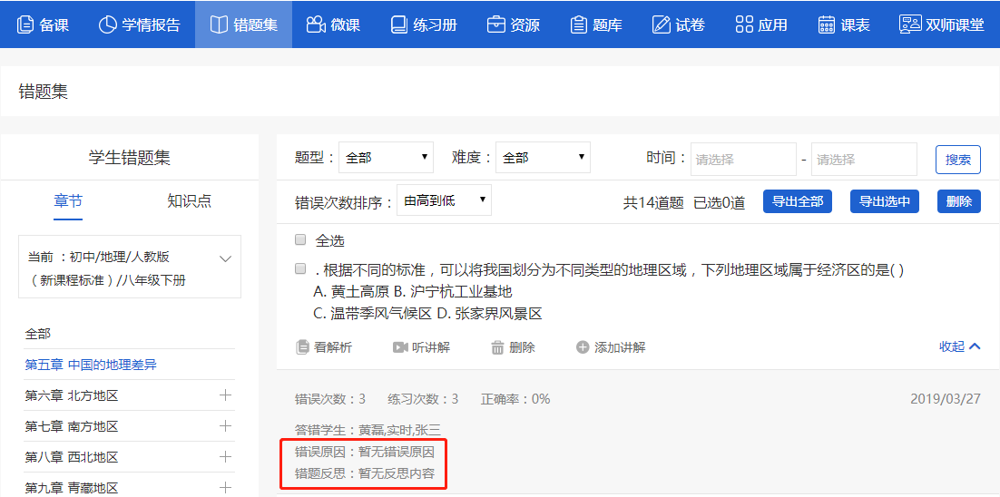 备课 学情报告 错题集 微课 练习册 资源 题库 试卷 应用 课表 双师课堂
错题集
学生错题集
章节 知识点
当前 ：初中/地理/人教版
（新课程标准）/八年级下册
全部
第五章 中国的地理差异
第六章 北方地区
第七章 南方地区
第八章 西北地区
第九章 青藏地区
题型： 全部 难度： 全部 时间： 请选择 - 请选择 搜索
错误次数排序： 由高到低 共14道题 已选0道 导出全部 导出选中 删除
全选
. 根据不同的标准，可以将我国划分为不同类型的地理区域，下列地理区域属于经济区的是( )
A. 黄土高原 B. 沪宁杭工业基地
C. 温带季风气候区 D. 张家界风景区
看解析 听讲解 删除 添加讲解 收起
错误次数：3 练习次数：3 正确率：0% 2019/03/27
答错学生：黄磊,实时,张三
错误原因：暂无错误原因
错题反思：暂无反思内容